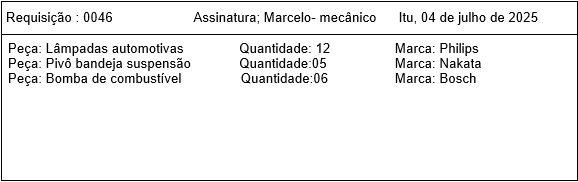 Requisição : 0046 Assinatura; Marcelo- mecânico Itu, 04 de julho de 2025
Peça: Lâmpadas automotivas Quantidade: 12 Marca: Philips
Peça: Pivô bandeja suspensão Quantidade:05 Marca: Nakata
Peça: Bomba de combustível Quantidade:06 Marca: Bosch